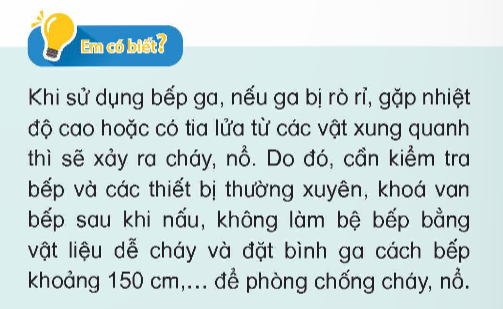 Em có biết?
Khi sử dụng bếp ga, nếu ga bị rò rỉ, gặp nhiệt
độ cao hoặc có tia lửa từ các vật xung quanh
thì sẽ xảy ra cháy, nổ. Do đó, cần kiểm tra
bếp và các thiết bị thường xuyên, khoá van
bếp sau khi nấu, không làm bệ bếp bằng
vật liệu dễ cháy và đặt bình ga cách bếp
khoảng 150 cm,... để phòng chống cháy, nổ.